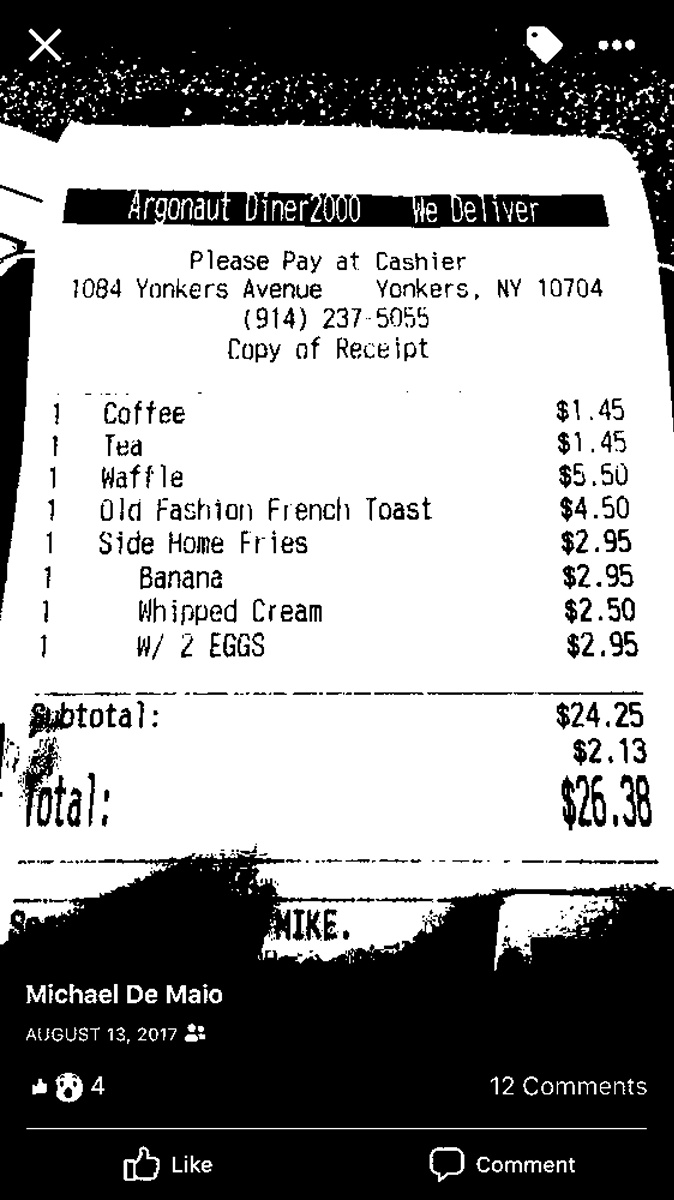 Argonaut Diner2000 We Deliver
Please Pay at Cashier
1084 Yonkers Avenue Yonkers, NY 10704
(914) 237-5055
Copy of Receipt
1 Coffee $1.45
1 Tea $1.45
1 Waffle $5.50
1 Old Fashion French Toast $4.50
1 Side Home Fries $2.95
1 Banana $2.95
1 Whipped Cream $2.50
1 W/ 2 EGGS $2.95
Subtotal: $24.25
$2.13
Total: $26.38
MIKE.
Michael De Maio
AUGUST 13, 2017
4 12 Comments
Like Comment